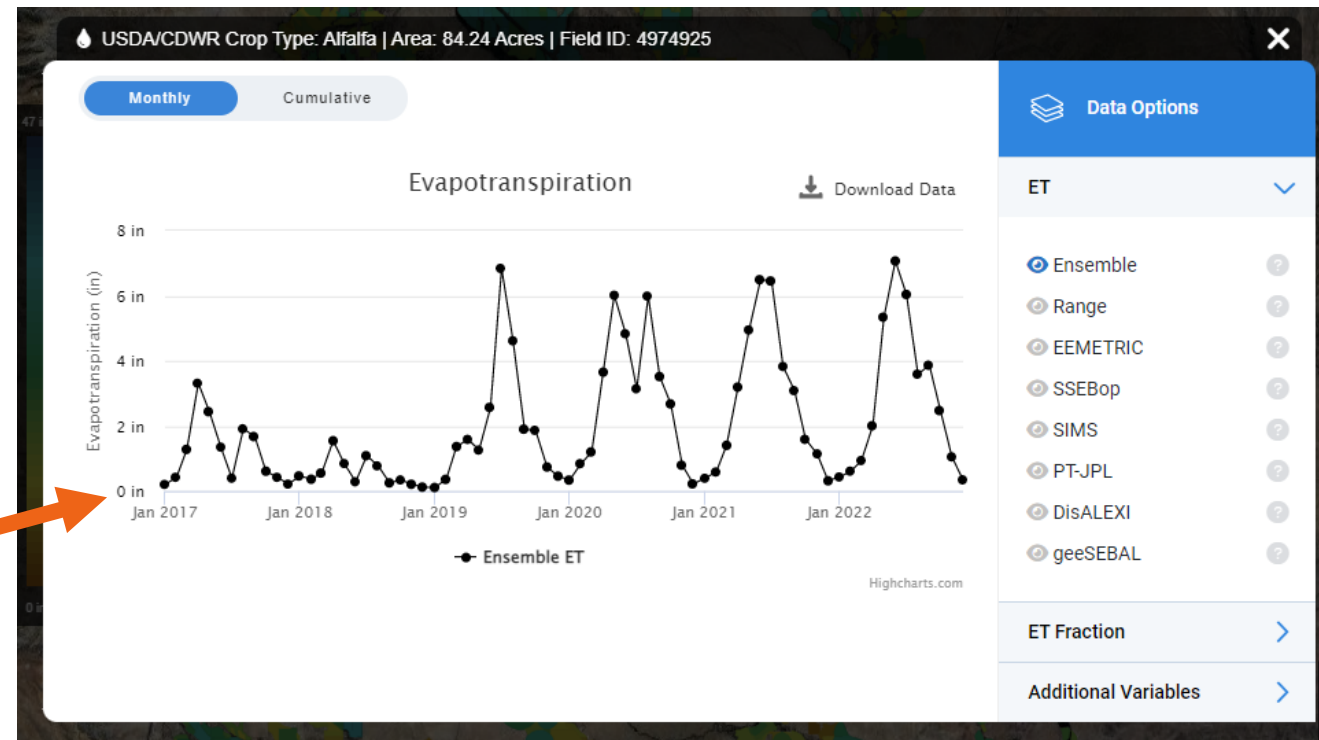 USDA/CDWR Crop Type: Alfalfa | Area: 84.24 Acres | Field ID: 4974925
Monthly
Cumulative
Data Options
47 i
Evapotranspiration
Download Data
ET
8 in
6 in
4 in
2 in
0 in
Evapotranspiration (in)
Jan 2017
Jan 2018
Jan 2019
Jan 2020
Jan 2021
Jan 2022
Ensemble ET
Highcharts.com
Ensemble ?
Range ?
EEMETRIC ?
SSEBop ?
SIMS ?
PT-JPL ?
DisALEXI ?
geeSEBAL ?
0 in
ET Fraction
Additional Variables